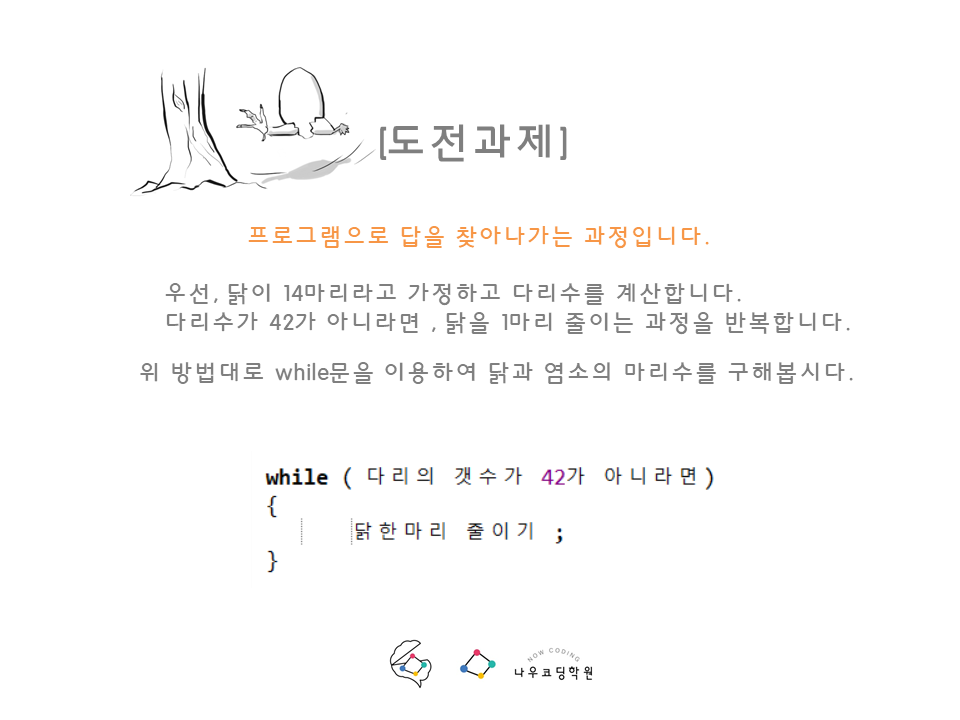 [도전과제]
프로그램으로 답을 찾아나가는 과정입니다.
우선, 닭이 14마리라고 가정하고 다리수를 계산합니다.
다리수가 42가 아니라면 , 닭을 1마리 줄이는 과정을 반복합니다.
위 방법대로 while문을 이용하여 닭과 염소의 마리수를 구해봅시다.
while ( 다리의 갯수가 42가 아니라면 )
{
닭한마리 줄이기 ;
}
NOW CODING
나우코딩학원